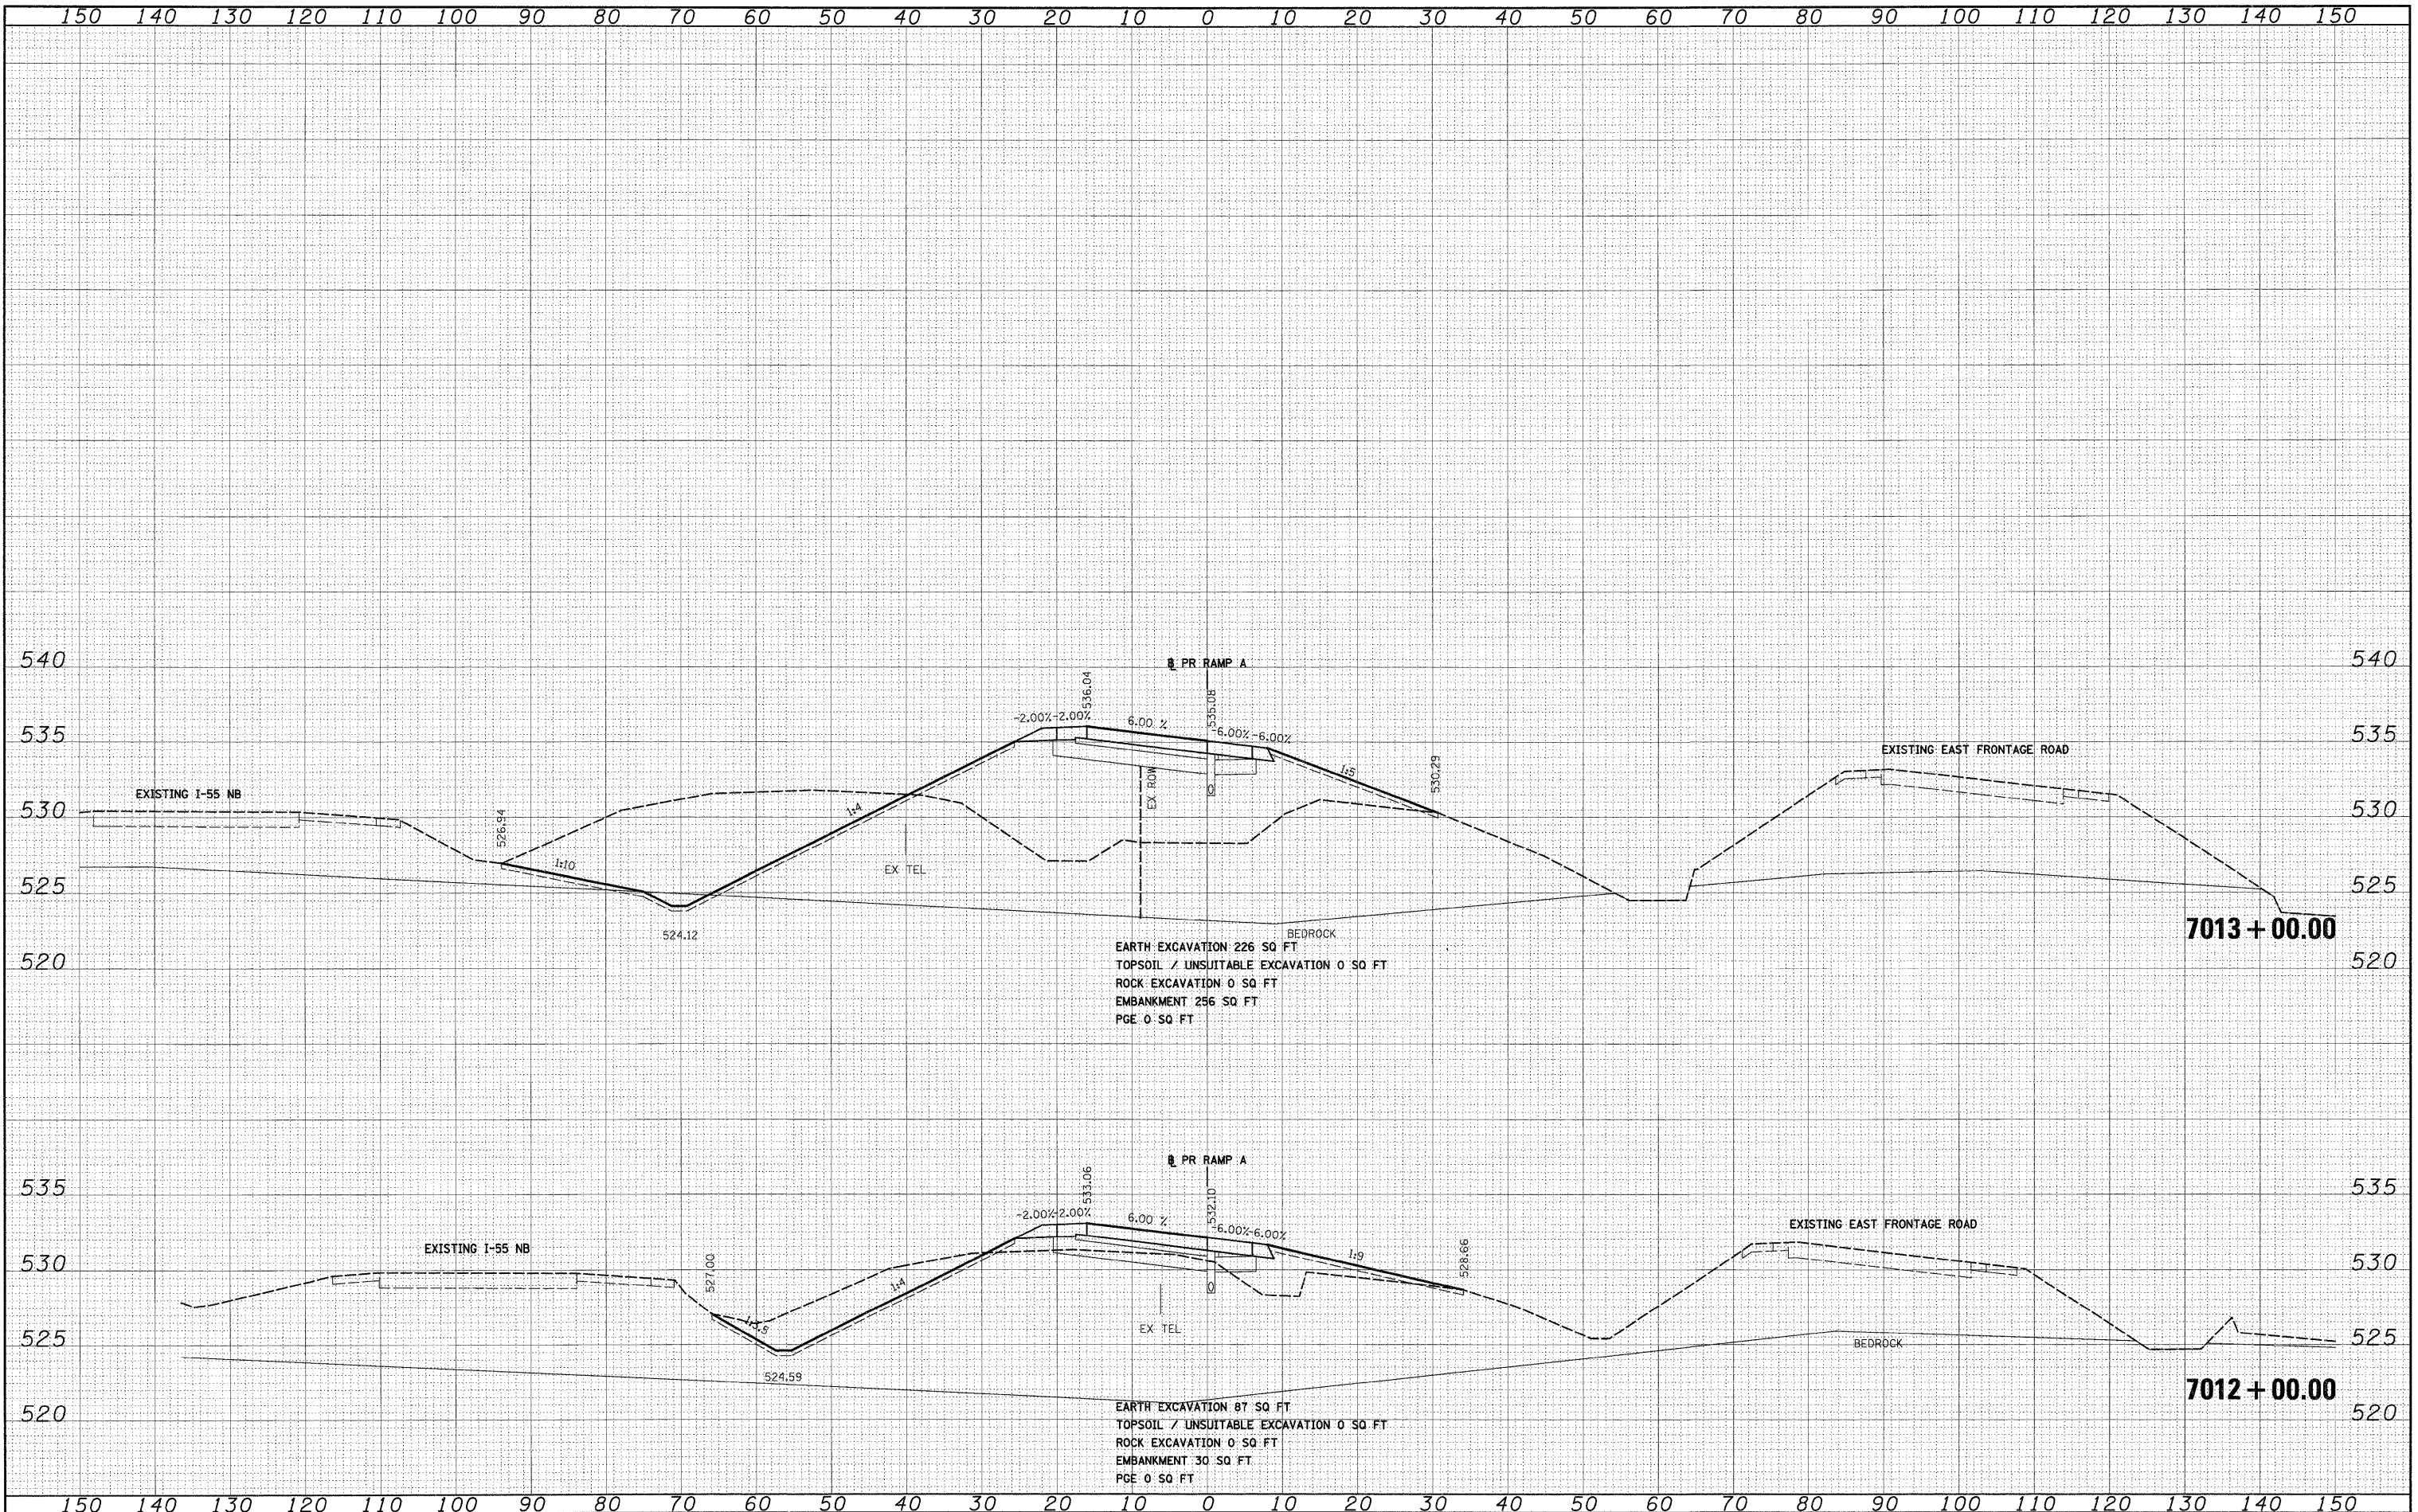 150 140 130 120 110 100 90 80 70 60 50 40 30 20 10 0 10 20 30 40 50 60 70 80 90 100 110 120 130 140 150
540 540
℄ PR RAMP A
536.04
535.08
-2.00% -2.00% 6.00 % -6.00% -6.00%
535 535
EXISTING EAST FRONTAGE ROAD
1:5
530.29
EX ROW
0
EXISTING I-55 NB
530 530
1:4
526.94
1:10
EX TEL
525 525
524.12
BEDROCK
7013 + 00.00
EARTH EXCAVATION 226 SQ FT
520 520
TOPSOIL / UNSUITABLE EXCAVATION 0 SQ FT
ROCK EXCAVATION 0 SQ FT
EMBANKMENT 256 SQ FT
PGE 0 SQ FT
℄ PR RAMP A
533.06
532.10
535 535
-2.00% -2.00% 6.00 % -6.00% -6.00%
EXISTING EAST FRONTAGE ROAD
EXISTING I-55 NB
1:9
528.66
530 530
527.00
1:4
0
1:3.5
EX TEL
525 525
BEDROCK
524.59
7012 + 00.00
EARTH EXCAVATION 87 SQ FT
520 520
TOPSOIL / UNSUITABLE EXCAVATION 0 SQ FT
ROCK EXCAVATION 0 SQ FT
EMBANKMENT 30 SQ FT
PGE 0 SQ FT
150 140 130 120 110 100 90 80 70 60 50 40 30 20 10 0 10 20 30 40 50 60 70 80 90 100 110 120 130 140 150